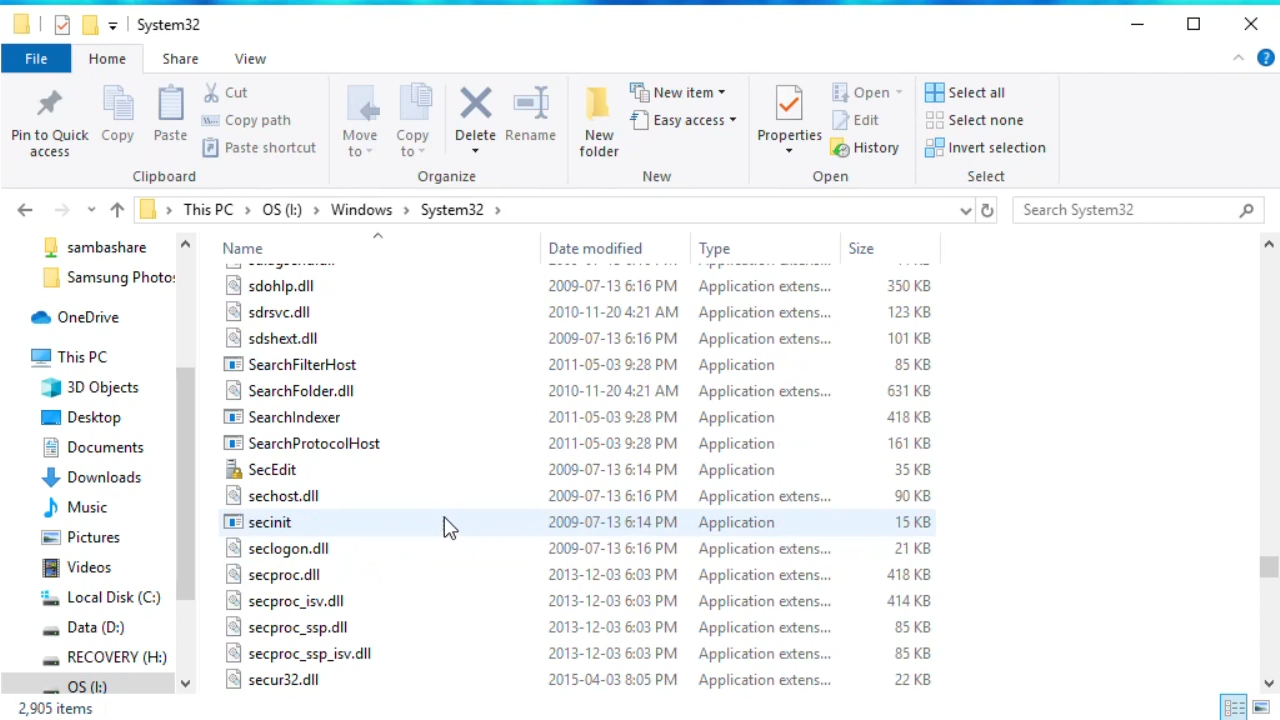 System32
File Home Share View
Pin to Quick access
Copy
Paste
Cut
Copy path
Paste shortcut
Clipboard
Move to
Copy to
Delete
Rename
Organize
New folder
New item
Easy access
New
Properties
Open
Edit
History
Open
Select all
Select none
Invert selection
Select
This PC > OS (I:) > Windows > System32 >
Search System32
sambashare
Samsung Photos
OneDrive
This PC
3D Objects
Desktop
Documents
Downloads
Music
Pictures
Videos
Local Disk (C:)
Data (D:)
RECOVERY (H:)
OS (I:)
Name Date modified Type Size
sdohlp.dll 2009-07-13 6:16 PM Application extens... 350 KB
sdrsvc.dll 2010-11-20 4:21 AM Application extens... 123 KB
sdshext.dll 2009-07-13 6:16 PM Application extens... 101 KB
SearchFilterHost 2011-05-03 9:28 PM Application 85 KB
SearchFolder.dll 2010-11-20 4:21 AM Application extens... 631 KB
SearchIndexer 2011-05-03 9:28 PM Application 418 KB
SearchProtocolHost 2011-05-03 9:28 PM Application 161 KB
SecEdit 2009-07-13 6:14 PM Application 35 KB
sechost.dll 2009-07-13 6:16 PM Application extens... 90 KB
secinit 2009-07-13 6:14 PM Application 15 KB
seclogon.dll 2009-07-13 6:16 PM Application extens... 21 KB
secproc.dll 2013-12-03 6:03 PM Application extens... 418 KB
secproc_isv.dll 2013-12-03 6:03 PM Application extens... 414 KB
secproc_ssp.dll 2013-12-03 6:03 PM Application extens... 85 KB
secproc_ssp_isv.dll 2013-12-03 6:03 PM Application extens... 85 KB
secur32.dll 2015-04-03 8:05 PM Application extens... 22 KB
2,905 items